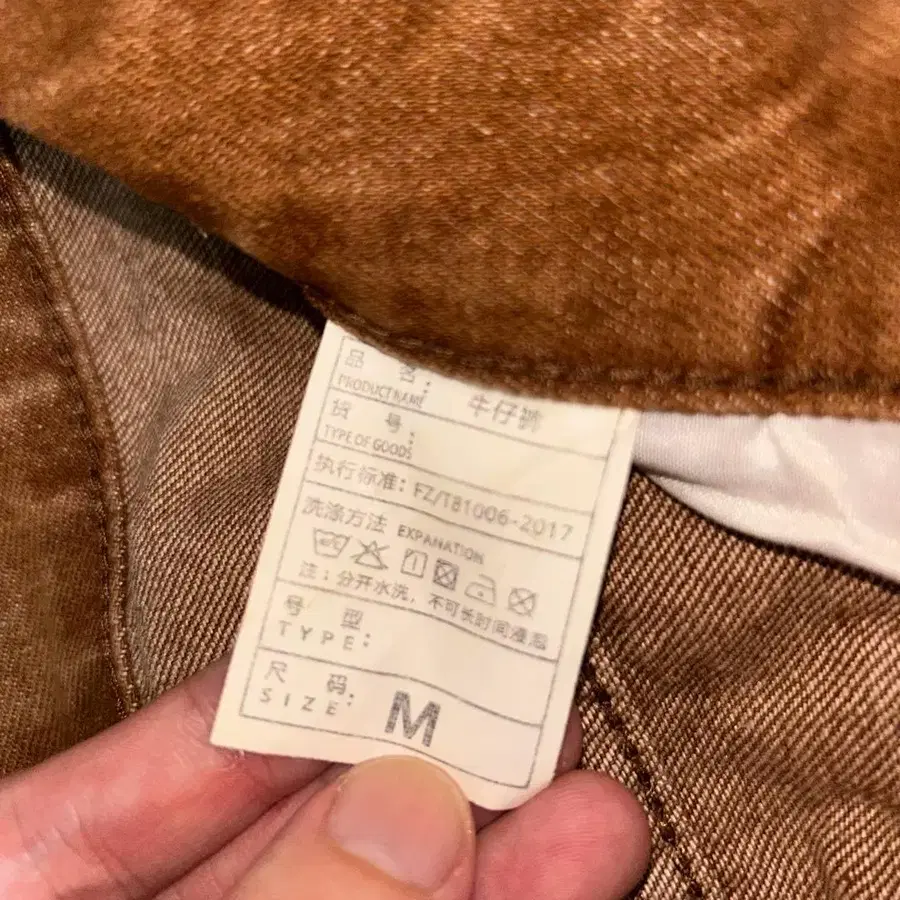 品 名: 牛仔裤
PRODUCT NAME
货 号:
TYPE OF GOODS
执行标准: FZ/T81006-2017
洗涤方法 EXPANATION
注:分开水洗,不可长时间浸泡
号 型
TYPE:
尺 码
SIZE: M